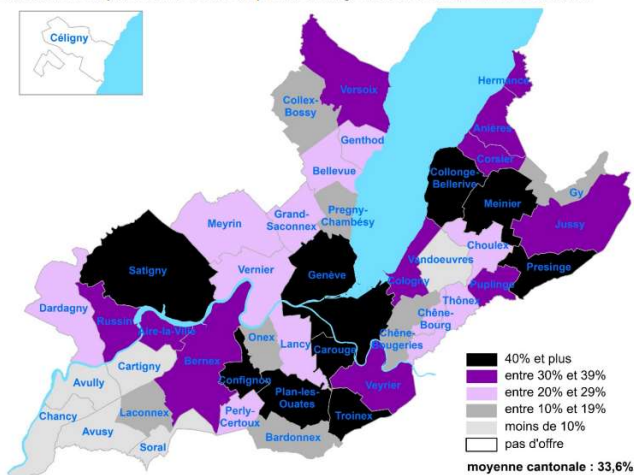 Céligny
Versoix
Hermance
Collex-
Bossy
Anières
Genthod
Corsier
Bellevue
Collonge-
Bellerive
Gy
Meinier
Pregny-
Chambésy
Grand-
Saconnex
Meyrin
Jussy
Choulex
Vandoeuvres
Presinge
Satigny
Vernier
Genève
Cologny
Puplinge
Thônex
Dardagny
Chêne-
Bourg
Russin
Aire-la-Ville
Onex
Lancy
Carouge
Chêne-
Bougeries
Cartigny
Bernex
Avully
Confignon
Plan-les-
Ouates
Veyrier
Chancy
Laconnex
Perly-
Certoux
Troinex
Avusy
Soral
Bardonnex
40% et plus
entre 30% et 39%
entre 20% et 29%
entre 10% et 19%
moins de 10%
pas d'offre
moyenne cantonale : 33,6%